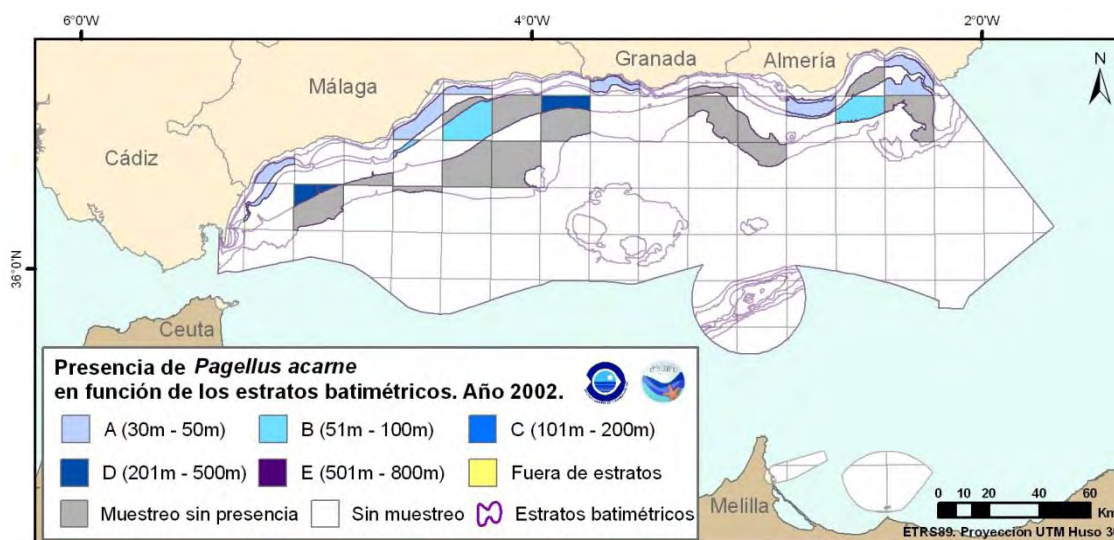 6°0'W
4°0'W
2°0'W
Granada
Almería
Málaga
N
Cádiz
36°0'N
Ceuta
Presencia de Pagellus acarne
en función de los estratos batimétricos. Año 2002.
A (30m - 50m)
B (51m - 100m)
C (101m - 200m)
D (201m - 500m)
E (501m - 800m)
Fuera de estratos
Muestreo sin presencia
Sin muestreo
Estratos batimétricos
Melilla
0 10 20 40 60
Km
ETRS89. Proyección UTM Huso 3